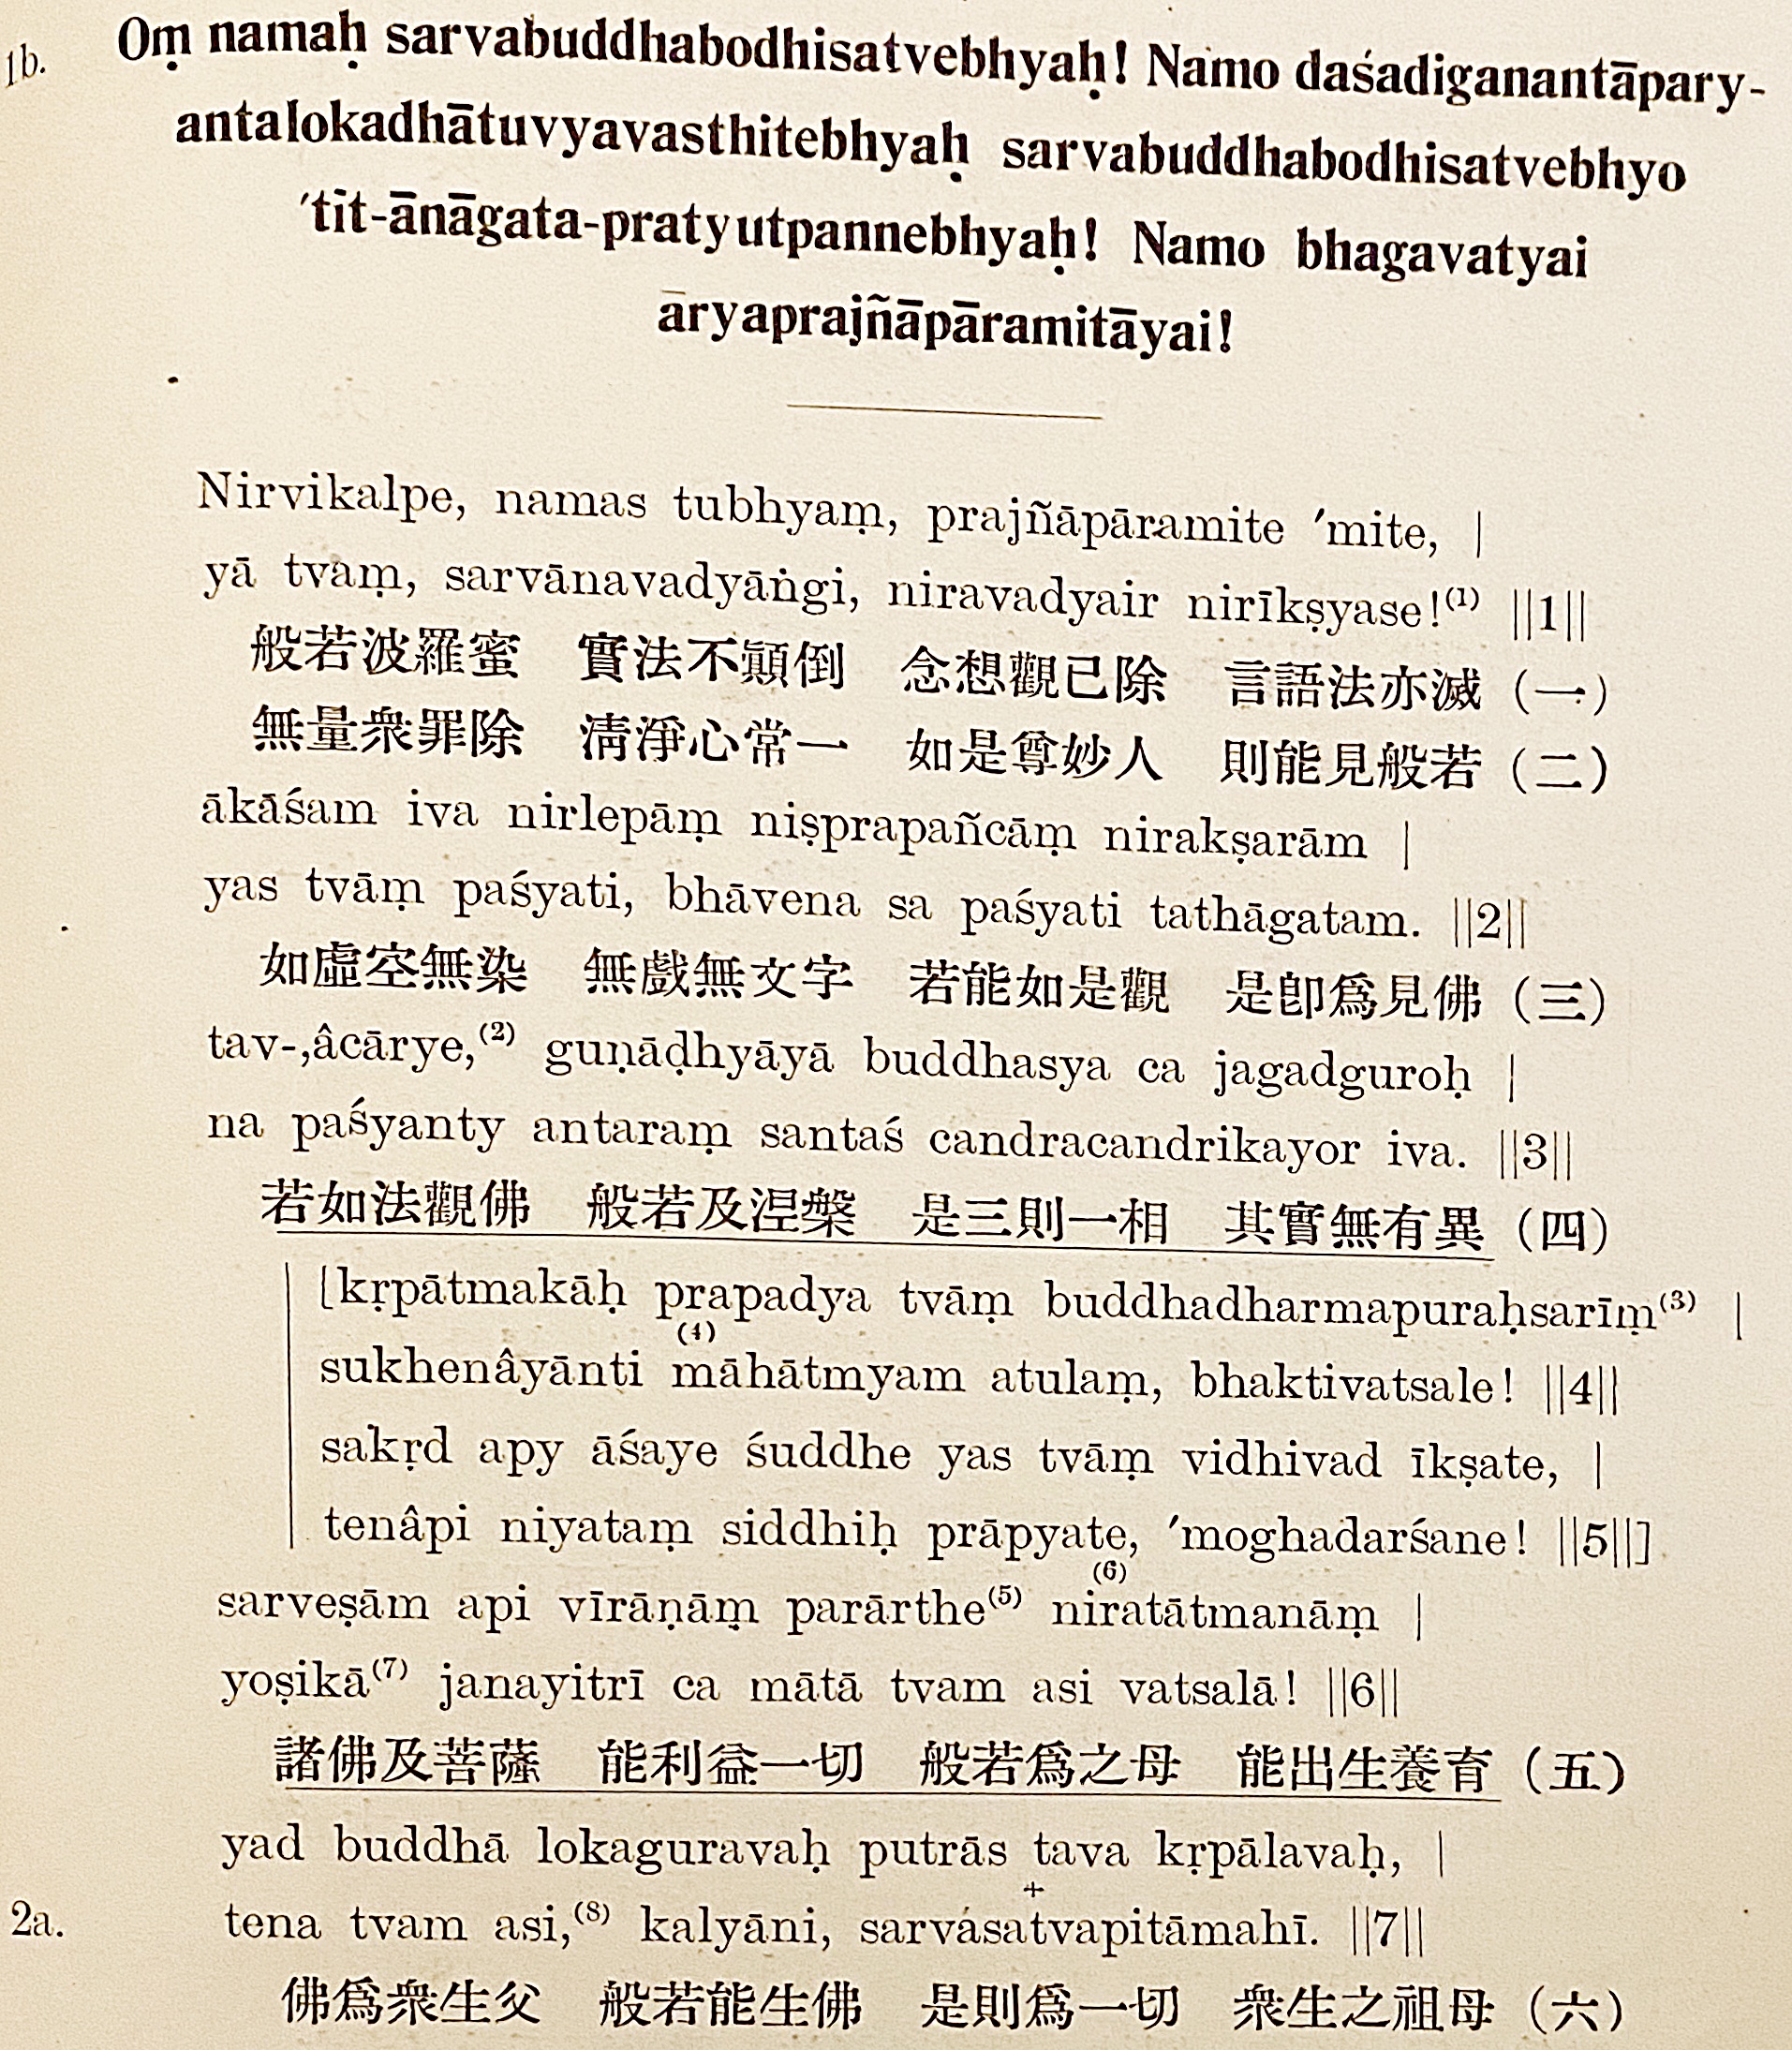 1b. Oṃ namaḥ sarvabuddhabodhisatvebhyaḥ! Namo daśadiganantāpary-
antalokadhātuvyavasthitebhyaḥ sarvabuddhabodhisatvebhyo
’tīt-ānāgata-pratyutpannebhyaḥ! Namo bhagavatyai
āryaprajñāpāramitāyai!
Nirvikalpe, namas tubhyaṃ, prajñāpāramite ’mite, |
yā tvaṃ, sarvānavadyāṅgi, niravadyair nirīkṣyase!⁽¹⁾ ||1||
般若波羅蜜 實法不顚倒 念想觀已除 言語法亦滅 (一)
無量衆罪除 淸淨心常一 如是尊妙人 則能見般若 (二)
ākāśam iva nirlepāṃ niṣprapañcāṃ nirakṣarām |
yas tvāṃ paśyati, bhāvena sa paśyati tathāgatam. ||2||
如虛空無染 無戲無文字 若能如是觀 是卽爲見佛 (三)
tav-,âcārye,⁽²⁾ guṇāḍhyāyā buddhasya ca jagadguroḥ |
na paśyanty antaraṃ santaś candracandrikayor iva. ||3||
若如法觀佛 般若及涅槃 是三則一相 其實無有異 (四)
[kṛpātmakāḥ prapadya tvāṃ buddhadharmapuraḥsarīṃ⁽³⁾ |
(4)
sukhenâyānti māhātmyam atulaṃ, bhaktivatsale! ||4||
sakṛd apy āśaye śuddhe yas tvāṃ vidhivad īkṣate, |
tenâpi niyataṃ siddhiḥ prāpyate, ’moghadarśane! ||5||]
(6)
sarveṣām api vīrāṇāṃ parārthe⁽⁵⁾ niratātmanāṃ |
yoṣikā⁽⁷⁾ janayitrī ca mātā tvam asi vatsalā! ||6||
諸佛及菩薩 能利益一切 般若爲之母 能出生養育 (五)
yad buddhā lokaguravaḥ putrās tava kṛpālavaḥ, |
+
2a. tena tvam asi,⁽⁸⁾ kalyāni, sarvásatvapitāmahī. ||7||
佛爲衆生父 般若能生佛 是則爲一切 衆生之祖母 (六)